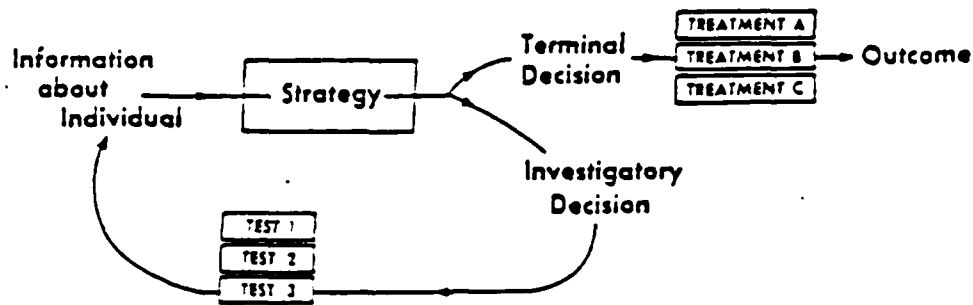 Information
about
Individual
Strategy
Terminal
Decision
TREATMENT A
TREATMENT B
TREATMENT C
Outcome
Investigatory
Decision
TEST 1
TEST 2
TEST 3